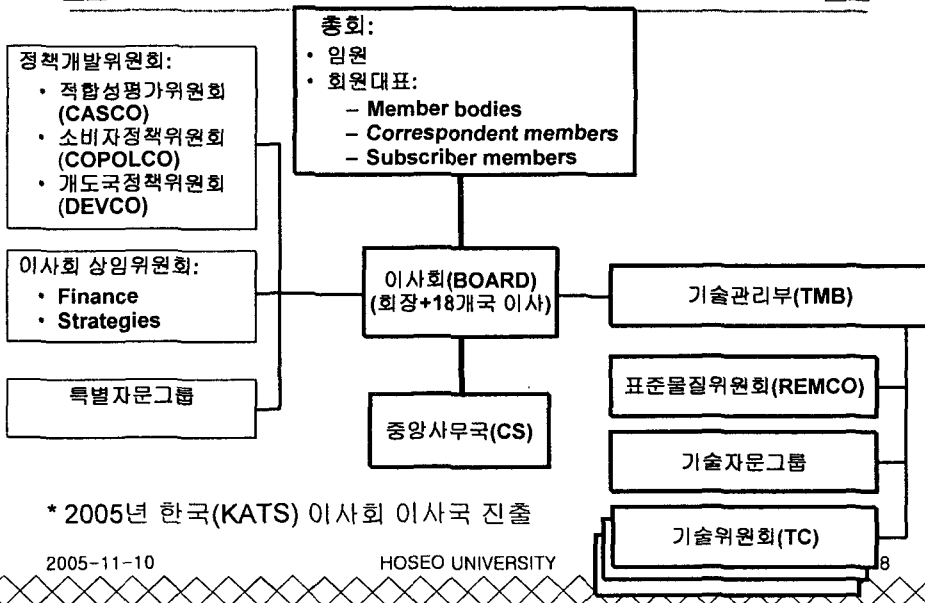 총회:
· 임원
· 회원대표:
– Member bodies
– Correspondent members
– Subscriber members
정책개발위원회:
· 적합성평가위원회
(CASCO)
· 소비자정책위원회
(COPOLCO)
· 개도국정책위원회
(DEVCO)
이사회 상임위원회:
· Finance
· Strategies
특별자문그룹
이사회(BOARD)
(회장+18개국 이사)
중앙사무국(CS)
기술관리부(TMB)
표준물질위원회(REMCO)
기술자문그룹
기술위원회(TC)
* 2005년 한국(KATS) 이사회 이사국 진출
2005-11-10
HOSEO UNIVERSITY
8